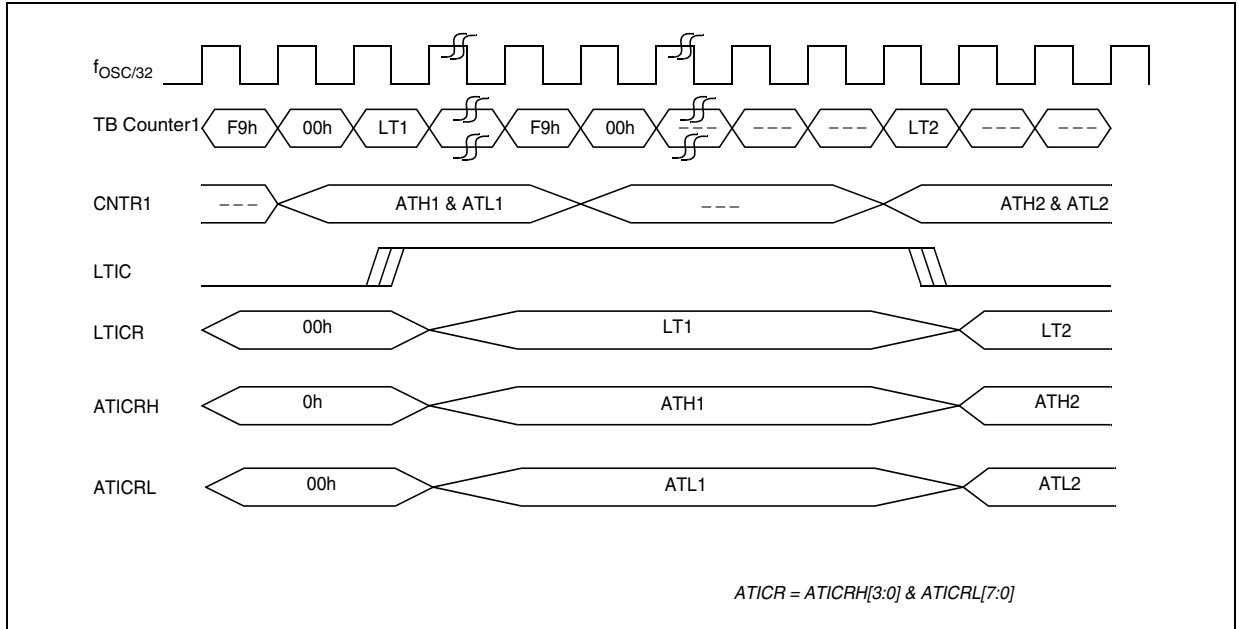 fOSC/32
TB Counter1 F9h 00h LT1 F9h 00h --- --- --- LT2 --- ---
CNTR1 --- ATH1 & ATL1 --- ATH2 & ATL2
LTIC
LTICR 00h LT1 LT2
ATICRH 0h ATH1 ATH2
ATICRL 00h ATL1 ATL2
ATICR = ATICRH[3:0] & ATICRL[7:0]